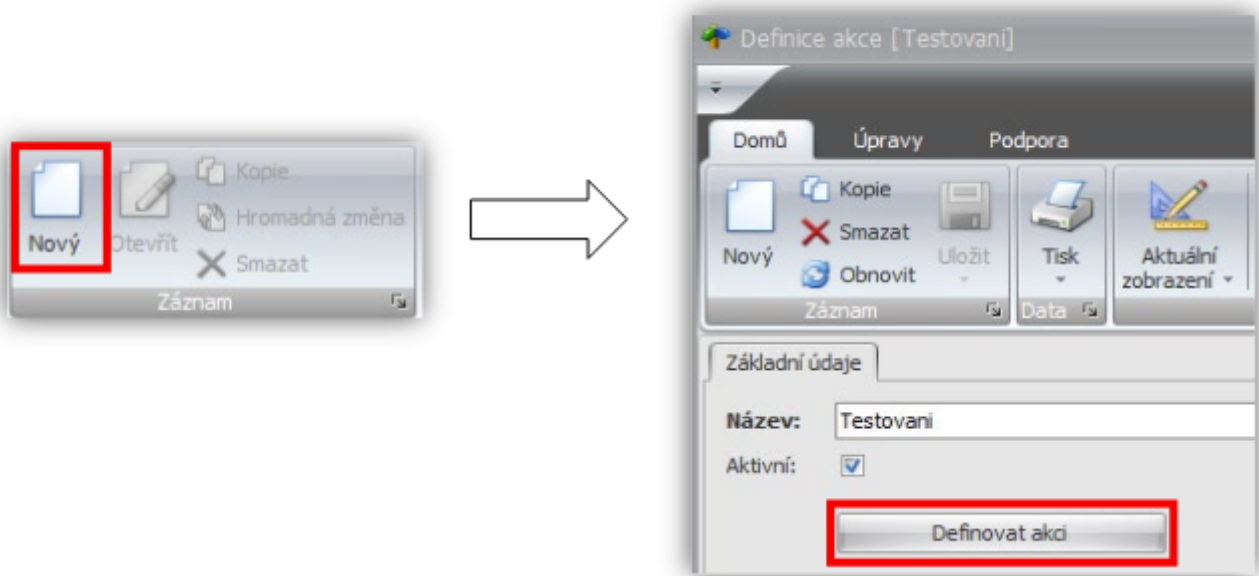 Nový
Otevřít
Kopie
Hromadná změna
Smazat
Záznam
Definice akce [Testovani]
Domů Úpravy Podpora
Nový
Kopie
Smazat
Obnovit
Uložit
Tisk
Aktuální
zobrazení
Záznam
Data
Základní údaje
Název: Testovani
Aktivní:
Definovat akci